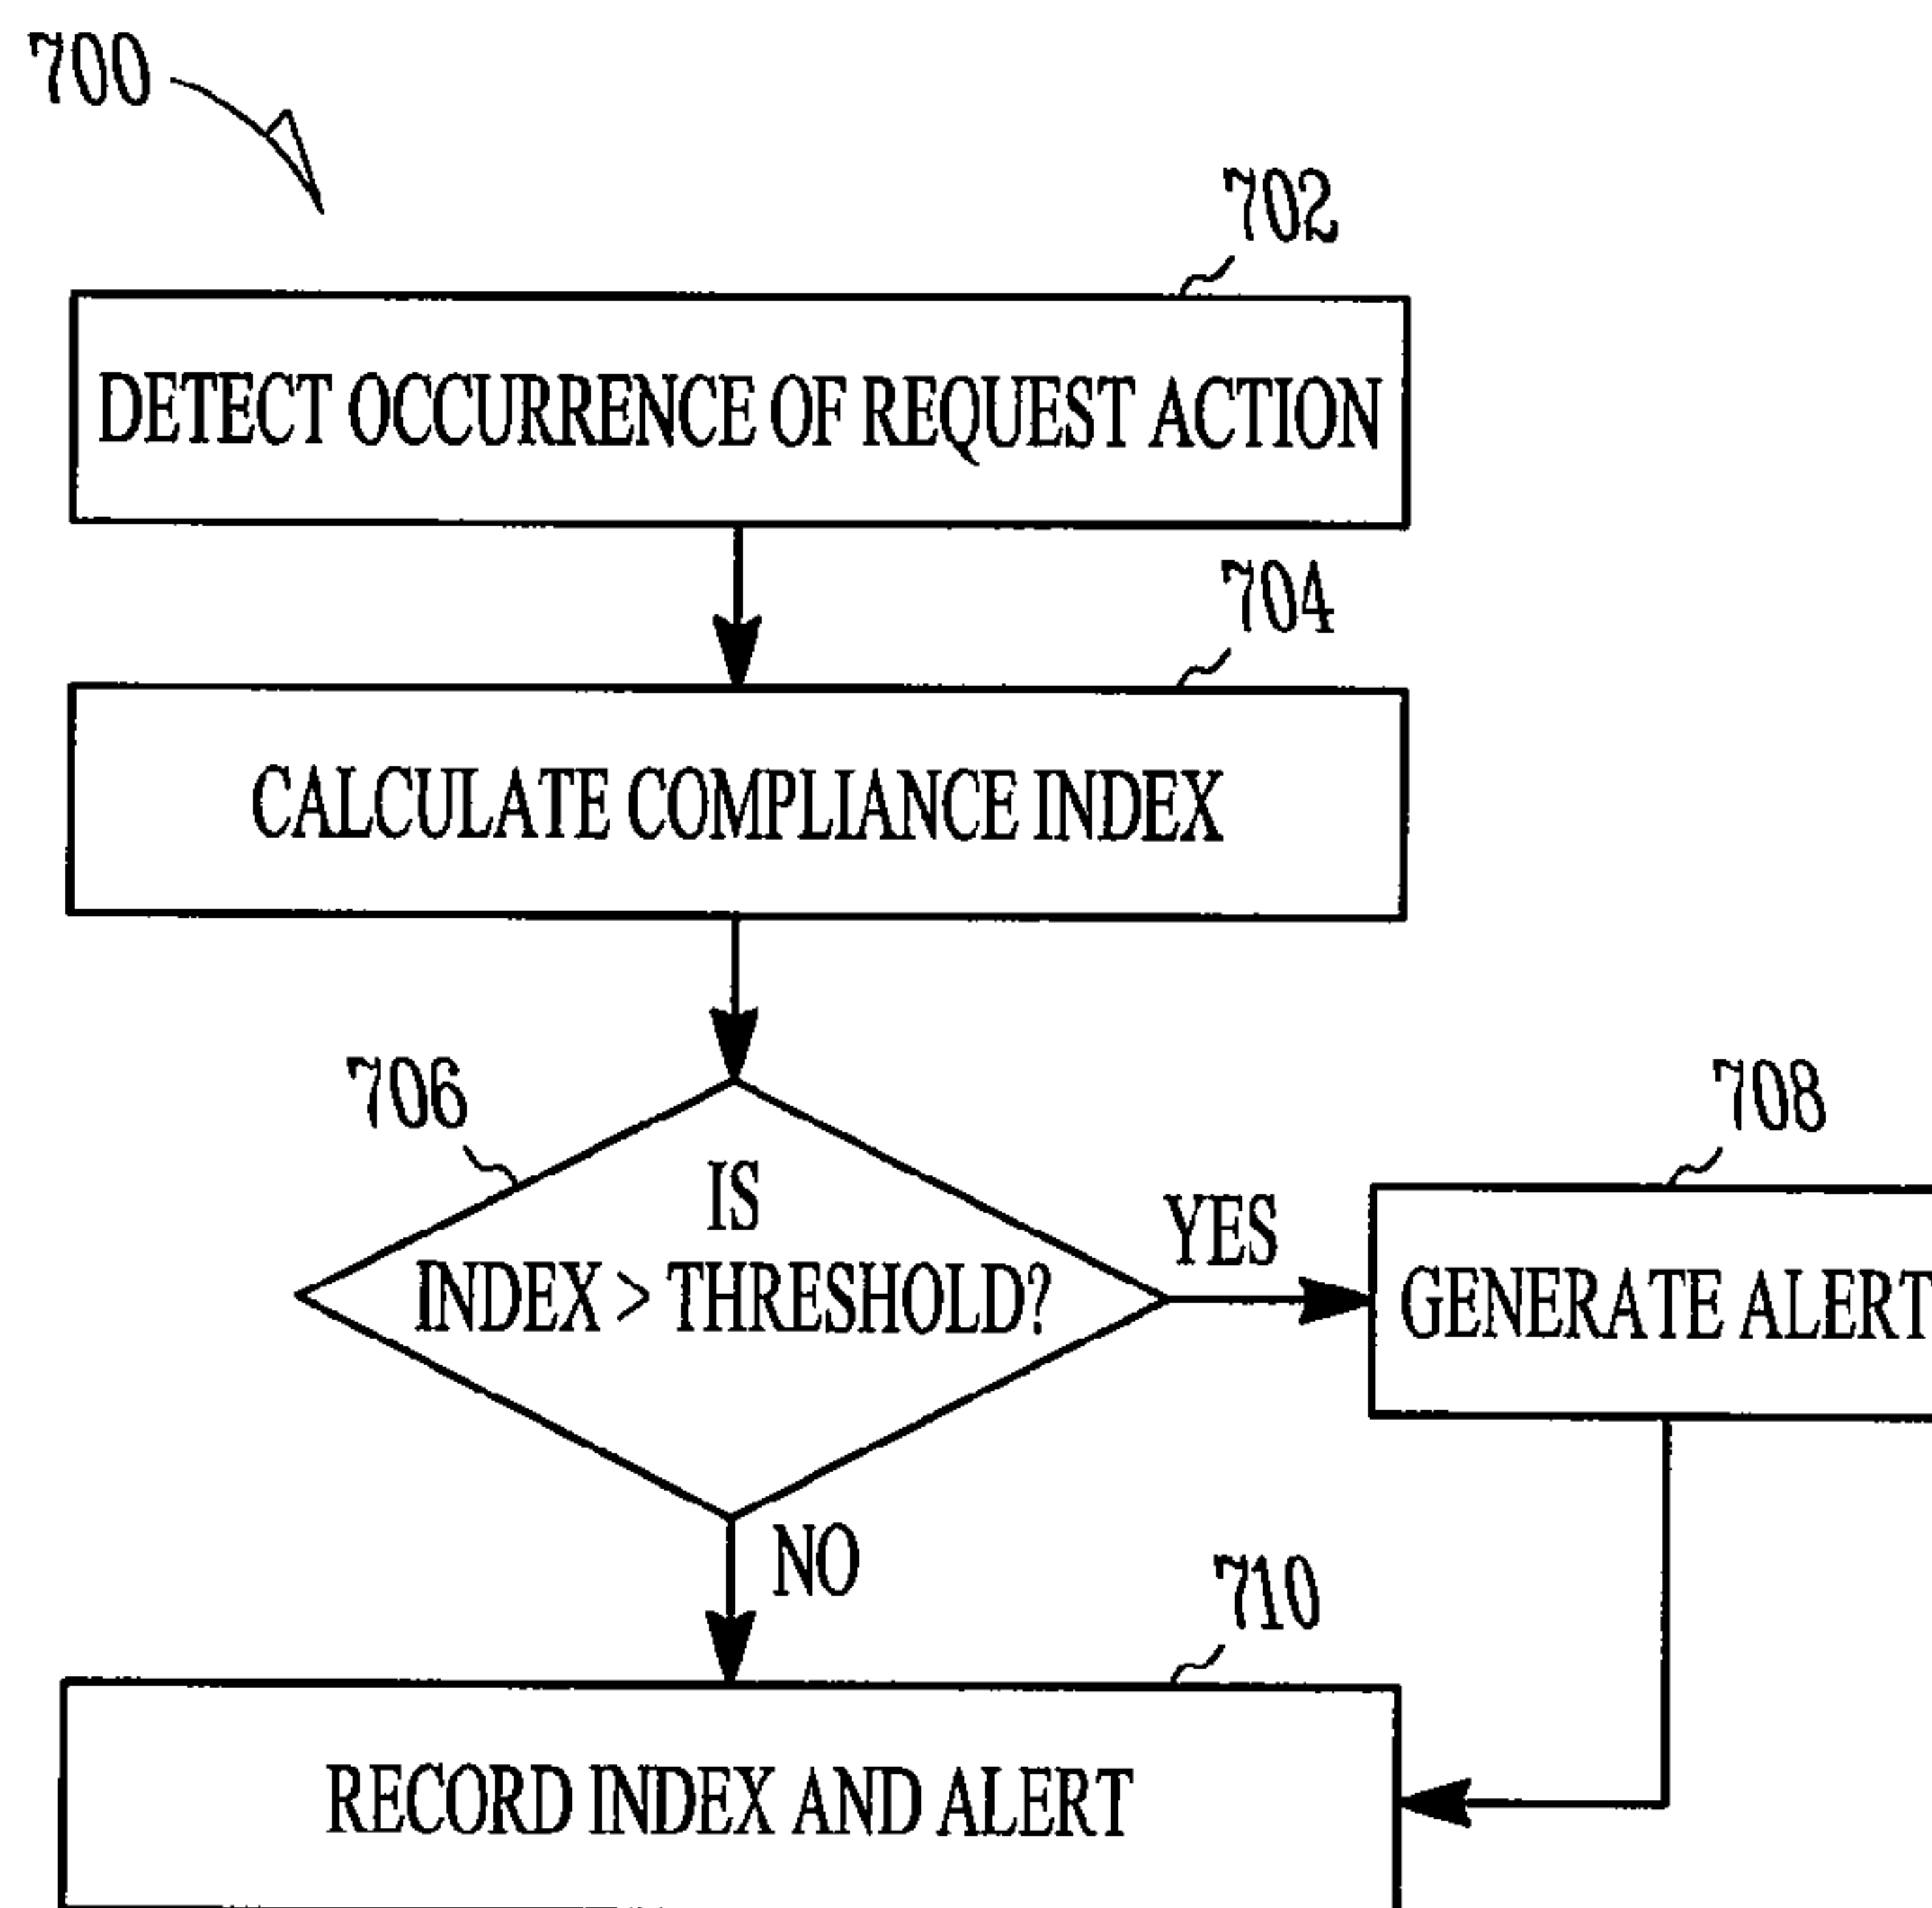 700
702
DETECT OCCURRENCE OF REQUEST ACTION
704
CALCULATE COMPLIANCE INDEX
706
IS
INDEX > THRESHOLD?
YES
708
GENERATE ALERT
NO
710
RECORD INDEX AND ALERT